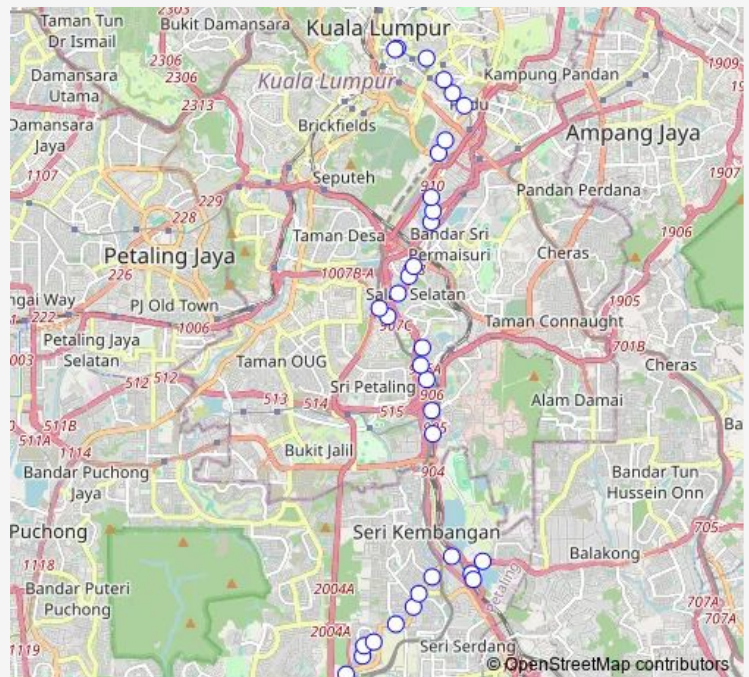 Taman Tun
Dr Ismail
Bukit Damansara
Kuala Lumpur
2306
2306
Damansara
Utama
2313
Kuala Lumpur
Kampung Pandan
1909
Damansara
Jaya
Brickfields
Ampang Jaya
1107
Seputeh
910
Pandan Perdana
1907
229
228
Taman Desa
Bandar Sri
Permaisuri
1906
Petaling Jaya
226
1007B-A
Cheras
ngai Way
222
PJ Old Town
1006
Selatan
1905
Taman Connaught
701B
003
Petaling Jaya
Selatan
Taman OUG
Cheras
512
512
Sri Petaling
906
513
514
515
Alam Damai
511B
511A
1114
Bukit Jalil
904
Ba
Bandar Puchong
Jaya
Bandar Tun
Hussein Onn
Puchong
Seri Kembangan
705
Balakong
1118
Petaling
Bandar Puteri
Puchong
2004A
707A
707A
2004A
1119
Seri Serdang
© OpenStreetMap contributors